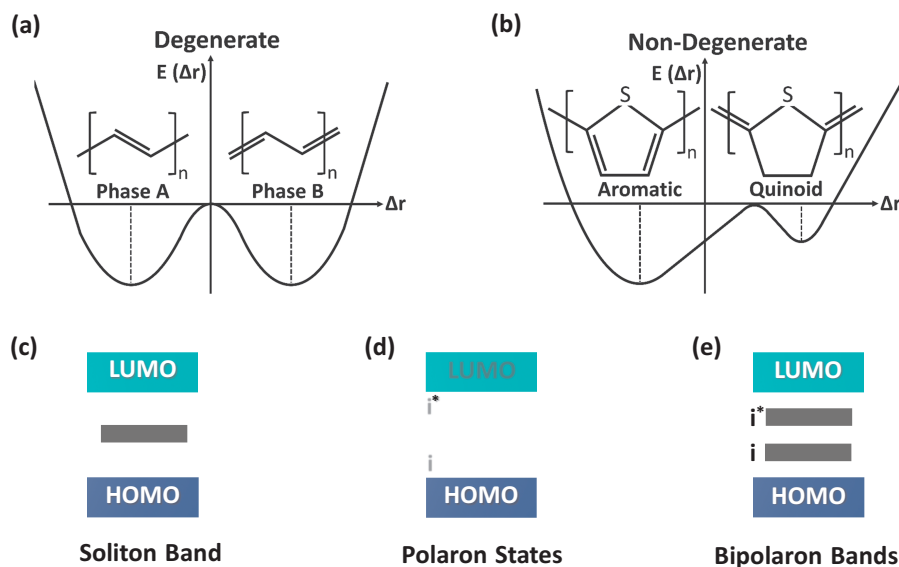 (a)
Degenerate
E (Δr)
n
n
Phase A
Phase B
Δr
(b)
Non-Degenerate
E (Δr)
S
S
n
n
Aromatic
Quinoid
Δr
(c)
LUMO
HOMO
Soliton Band
(d)
LUMO
i*
i
HOMO
Polaron States
(e)
LUMO
i*
i
HOMO
Bipolaron Bands